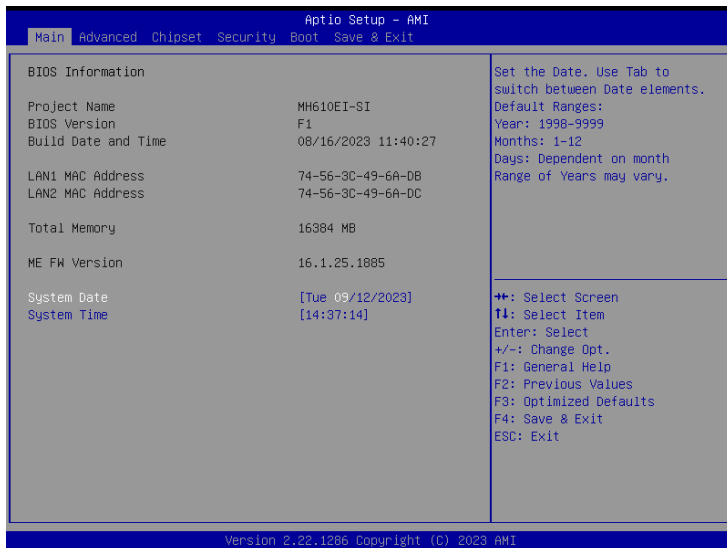 Aptio Setup – AMI
Main Advanced Chipset Security Boot Save & Exit
BIOS Information
Project Name MH610EI-SI
BIOS Version F1
Build Date and Time 08/16/2023 11:40:27
LAN1 MAC Address 74-56-3C-49-6A-DB
LAN2 MAC Address 74-56-3C-49-6A-DC
Total Memory 16384 MB
ME FW Version 16.1.25.1885
System Date [Tue 09/12/2023]
System Time [14:37:14]
Set the Date. Use Tab to
switch between Date elements.
Default Ranges:
Year: 1998-9999
Months: 1-12
Days: Dependent on month
Range of Years may vary.
→←: Select Screen
↑↓: Select Item
Enter: Select
+/-: Change Opt.
F1: General Help
F2: Previous Values
F3: Optimized Defaults
F4: Save & Exit
ESC: Exit
Version 2.22.1286 Copyright (C) 2023 AMI